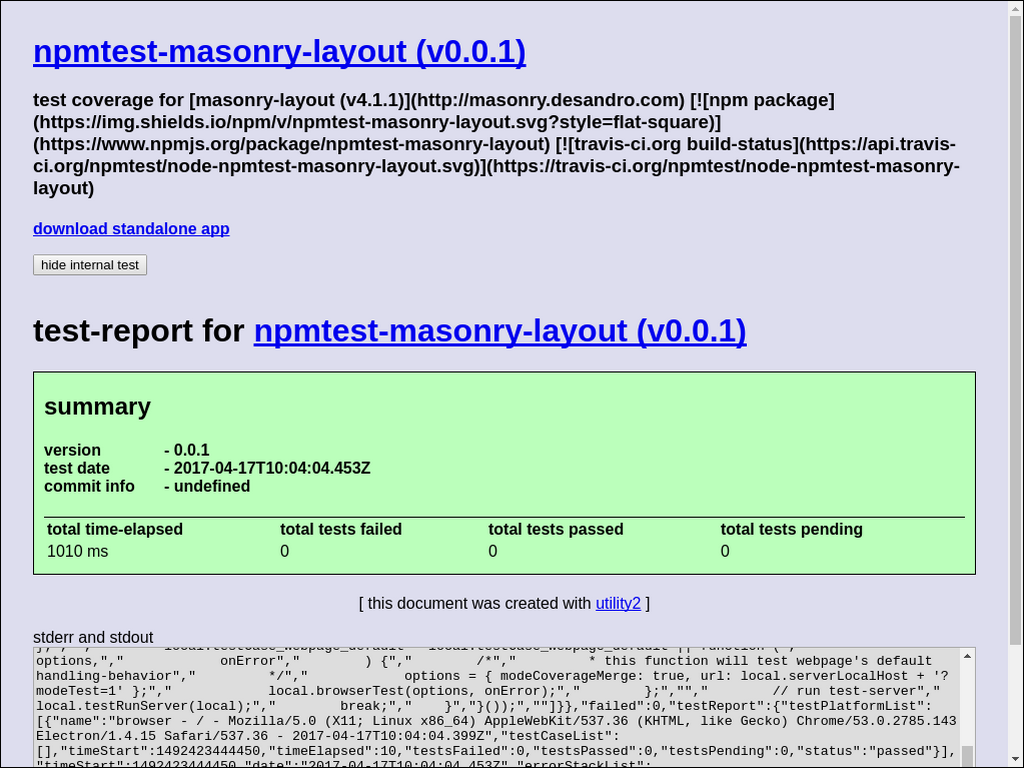 npmtest-masonry-layout (v0.0.1)
test coverage for [masonry-layout (v4.1.1)](http://masonry.desandro.com) [![npm package]
(https://img.shields.io/npm/v/npmtest-masonry-layout.svg?style=flat-square)]
(https://www.npmjs.org/package/npmtest-masonry-layout) [![travis-ci.org build-status](https://api.travis-
ci.org/npmtest/node-npmtest-masonry-layout.svg)](https://travis-ci.org/npmtest/node-npmtest-masonry-
layout)
download standalone app
hide internal test
test-report for npmtest-masonry-layout (v0.0.1)
summary
version - 0.0.1
test date - 2017-04-17T10:04:04.453Z
commit info - undefined
total time-elapsed total tests failed total tests passed total tests pending
1010 ms 0 0 0
[ this document was created with utility2 ]
stderr and stdout
options,"," onError"," ) {"," /*"," * this function will test webpage's default
handling-behavior"," */"," options = { modeCoverageMerge: true, url: local.serverLocalHost + '?
modeTest=1' };"," local.browserTest(options, onError);"," };",""," // run test-server","
local.testRunServer(local);"," break;"," }","}());",""]}},"failed":0,"testReport":{"testPlatformList":
[{"name":"browser - / - Mozilla/5.0 (X11; Linux x86_64) AppleWebKit/537.36 (KHTML, like Gecko) Chrome/53.0.2785.143
Electron/1.4.15 Safari/537.36 - 2017-04-17T10:04:04.399Z","testCaseList":
[],"timeStart":1492423444450,"timeElapsed":10,"testsFailed":0,"testsPassed":0,"testsPending":0,"status":"passed"}],
"timeStart":1492423444450,"date":"2017-04-17T10:04:04.453Z","errorStackList":